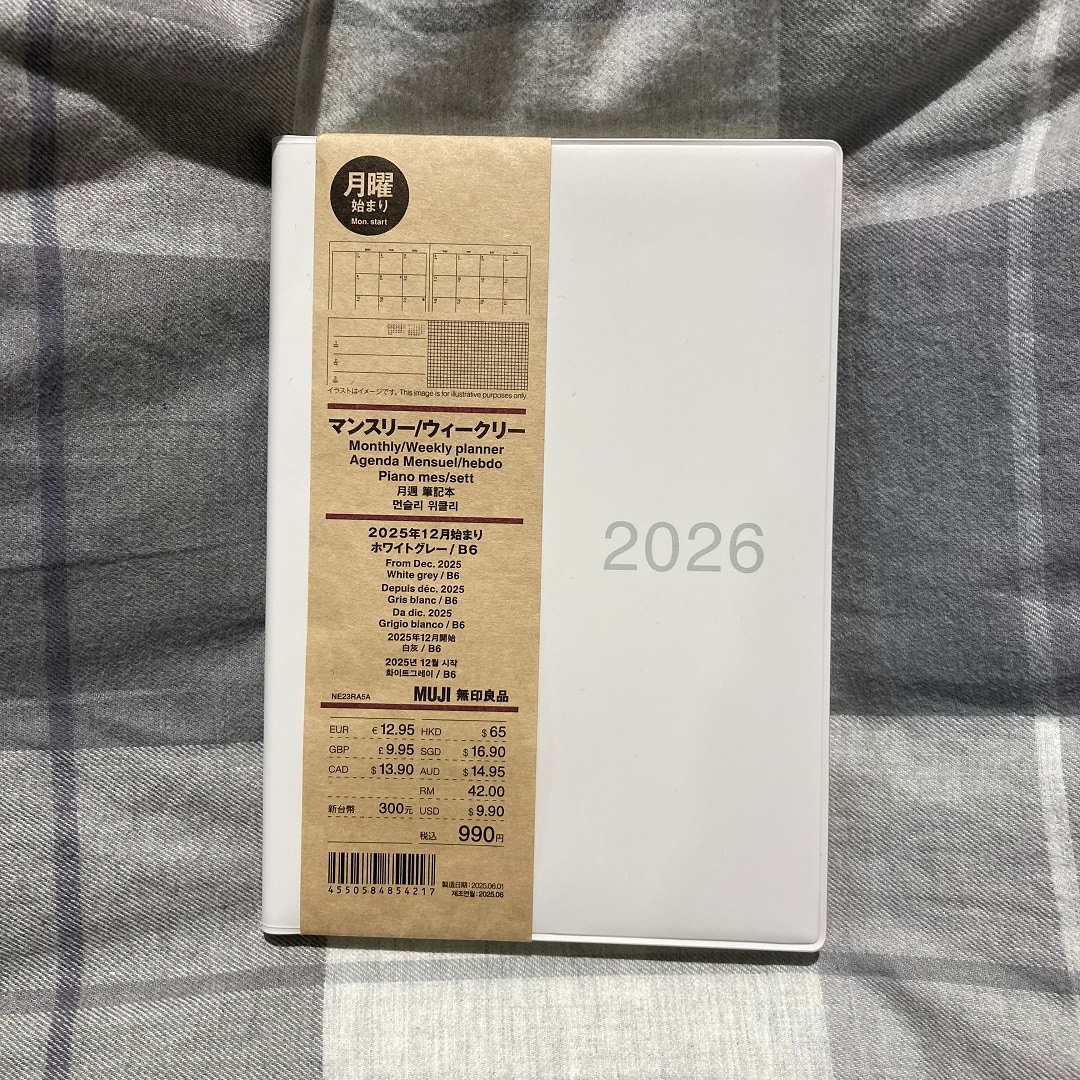 月曜
始まり
Mon. start
イラストはイメージです。This image is for illustrative purposes only.
マンスリー/ウィークリー
Monthly/Weekly planner
Agenda Mensuel/hebdo
Piano mes/sett
月週 筆記本
먼슬리 위클리
2025年12月始まり
ホワイトグレー/B6
From Dec. 2025
White grey / B6
Depuis déc. 2025
Gris blanc / B6
Da dic. 2025
Grigio bianco / B6
2025年12月開始
白灰 / B6
2025년 12월 시작
화이트그레이 / B6
NE23RA5A MUJI 無印良品
EUR € 12.95 HKD $ 65
GBP £ 9.95 SGD $ 16.90
CAD $ 13.90 AUD $ 14.95
RM 42.00
新台幣 300元 USD $ 9.90
税込 990円
4550584854217
製造日期：2025.06.01
제조연월：2025.06
2026